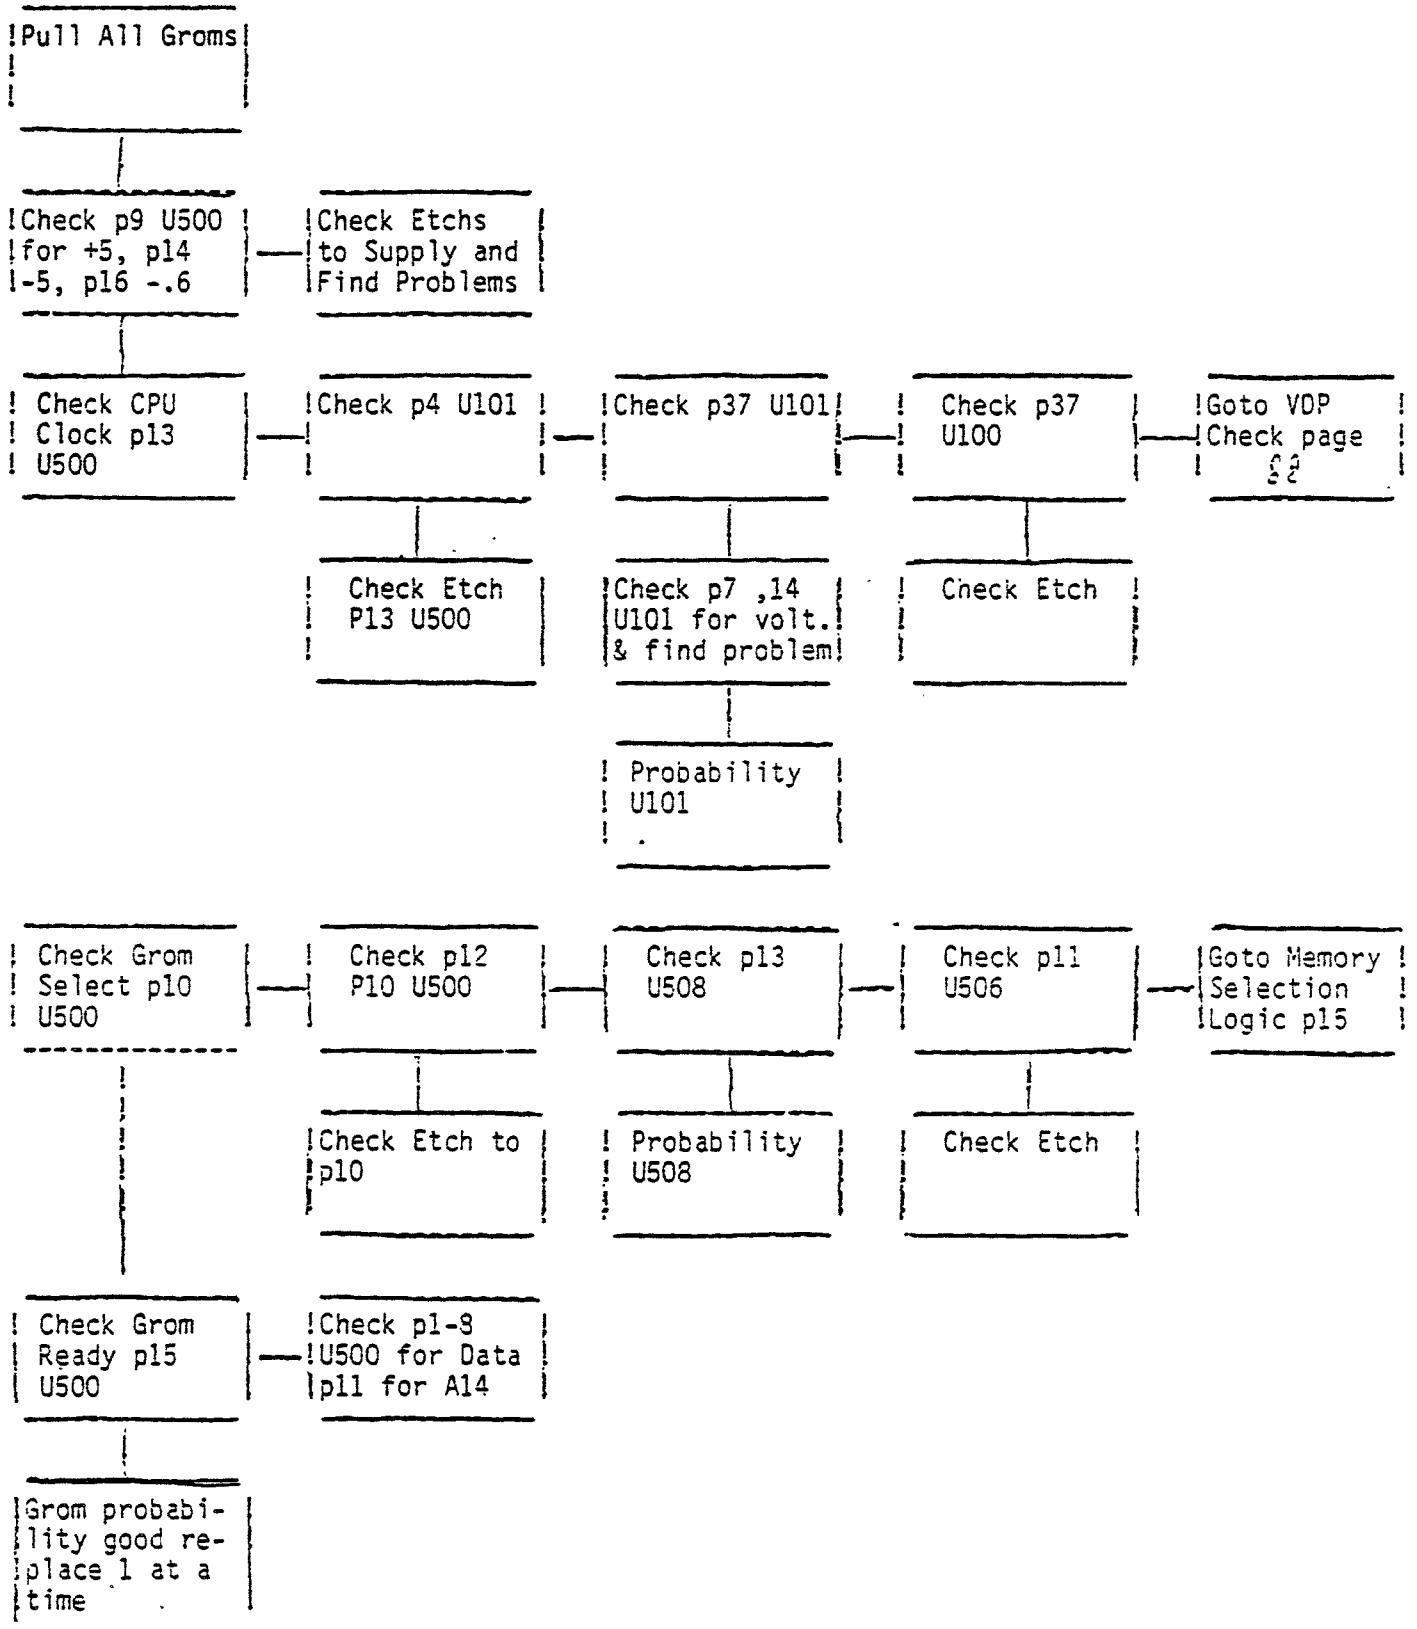 Pull All Groms
Check p9 U500
for +5, p14
-5, p16 -.6
Check Etchs
to Supply and
Find Problems
Check CPU
Clock p13
U500
Check p4 U101
Check p37 U101
Check p37
U100
Goto VDP
Check page
Check Etch
P13 U500
Check p7 ,14
U101 for volt.
& find problem
Check Etch
Probability
U101
Check Grom
Select p10
U500
Check p12
P10 U500
Check p13
U508
Check p11
U506
Goto Memory
Selection
Logic p15
Check Etch to
p10
Probability
U508
Check Etch
Check Grom
Ready p15
U500
Check p1-8
U500 for Data
p11 for A14
Grom probabi-
lity good re-
place 1 at a
time